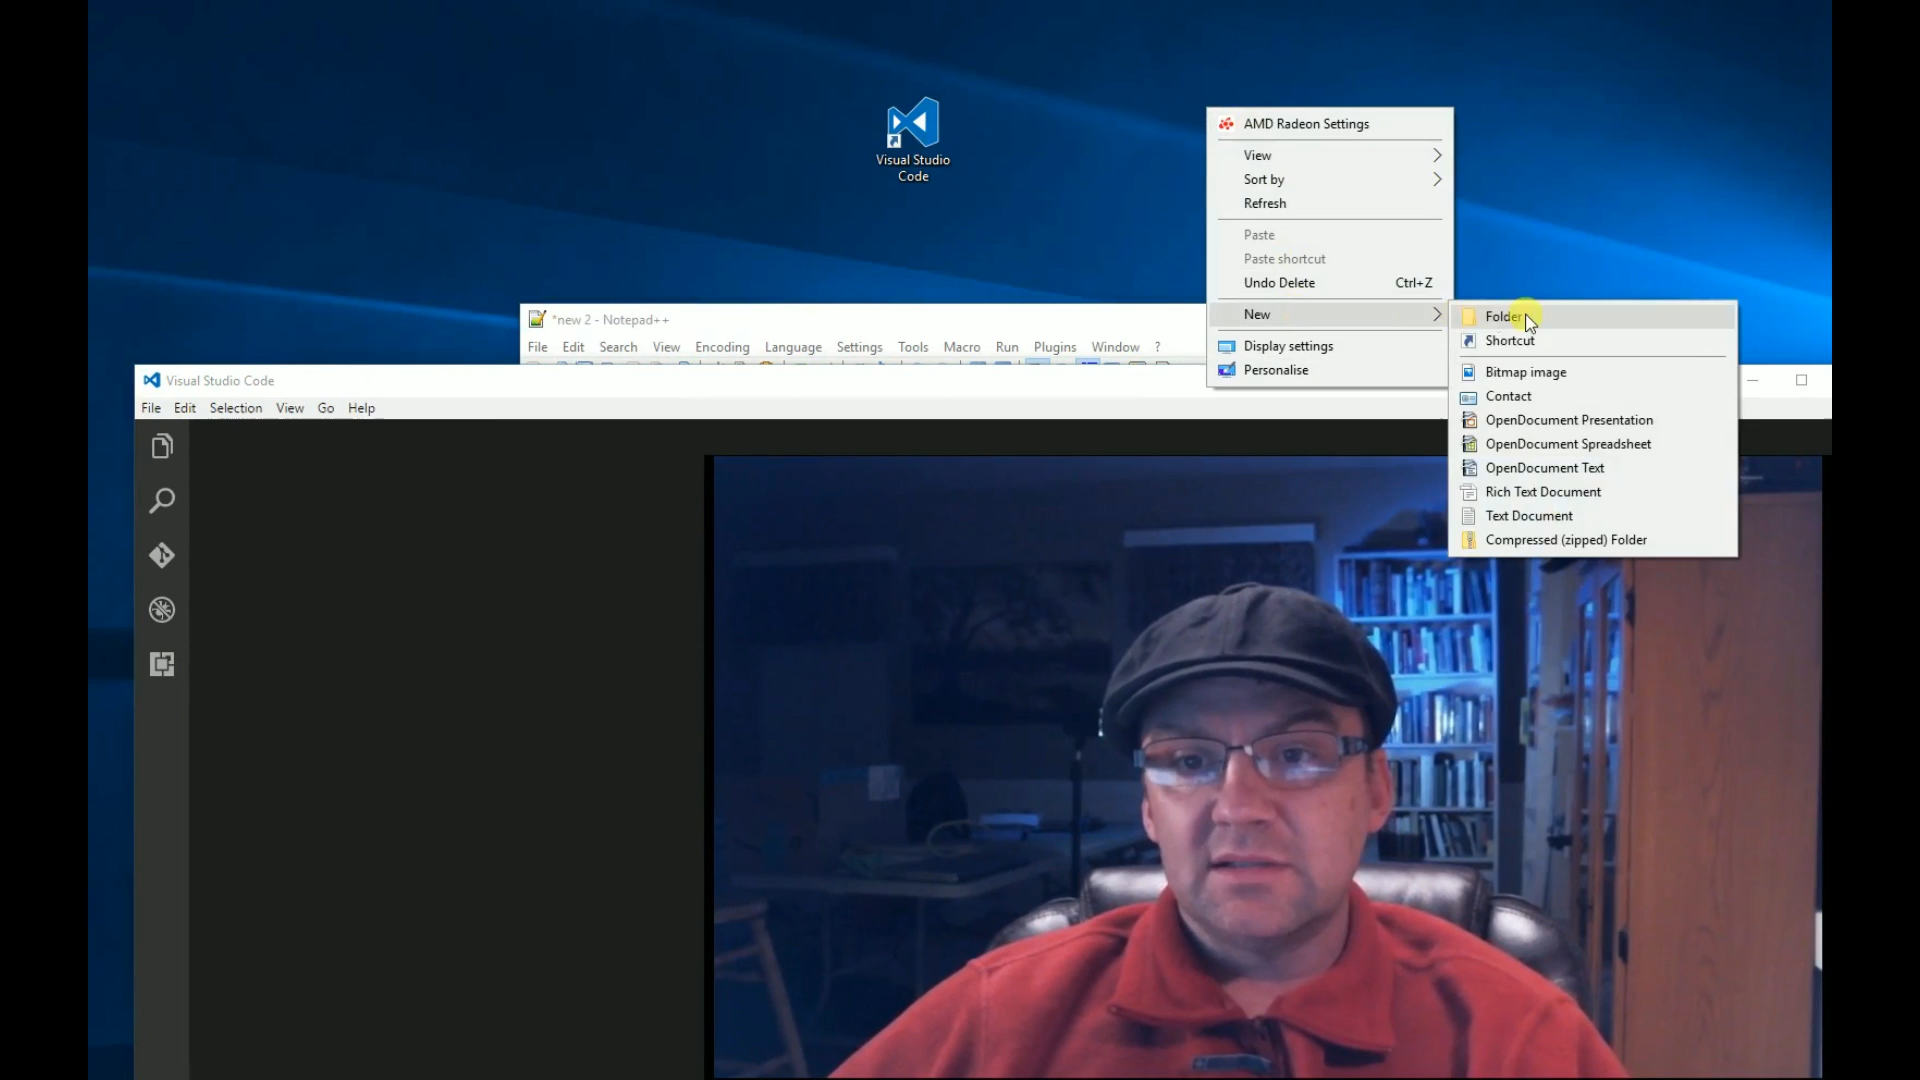 Visual Studio
Code
AMD Radeon Settings
View
Sort by
Refresh
Paste
Paste shortcut
Undo Delete Ctrl+Z
New
Display settings
Personalise
Folder
Shortcut
Bitmap image
Contact
OpenDocument Presentation
OpenDocument Spreadsheet
OpenDocument Text
Rich Text Document
Text Document
Compressed (zipped) Folder
*new 2 - Notepad++
File Edit Search View Encoding Language Settings Tools Macro Run Plugins Window ?
Visual Studio Code
File Edit Selection View Go Help